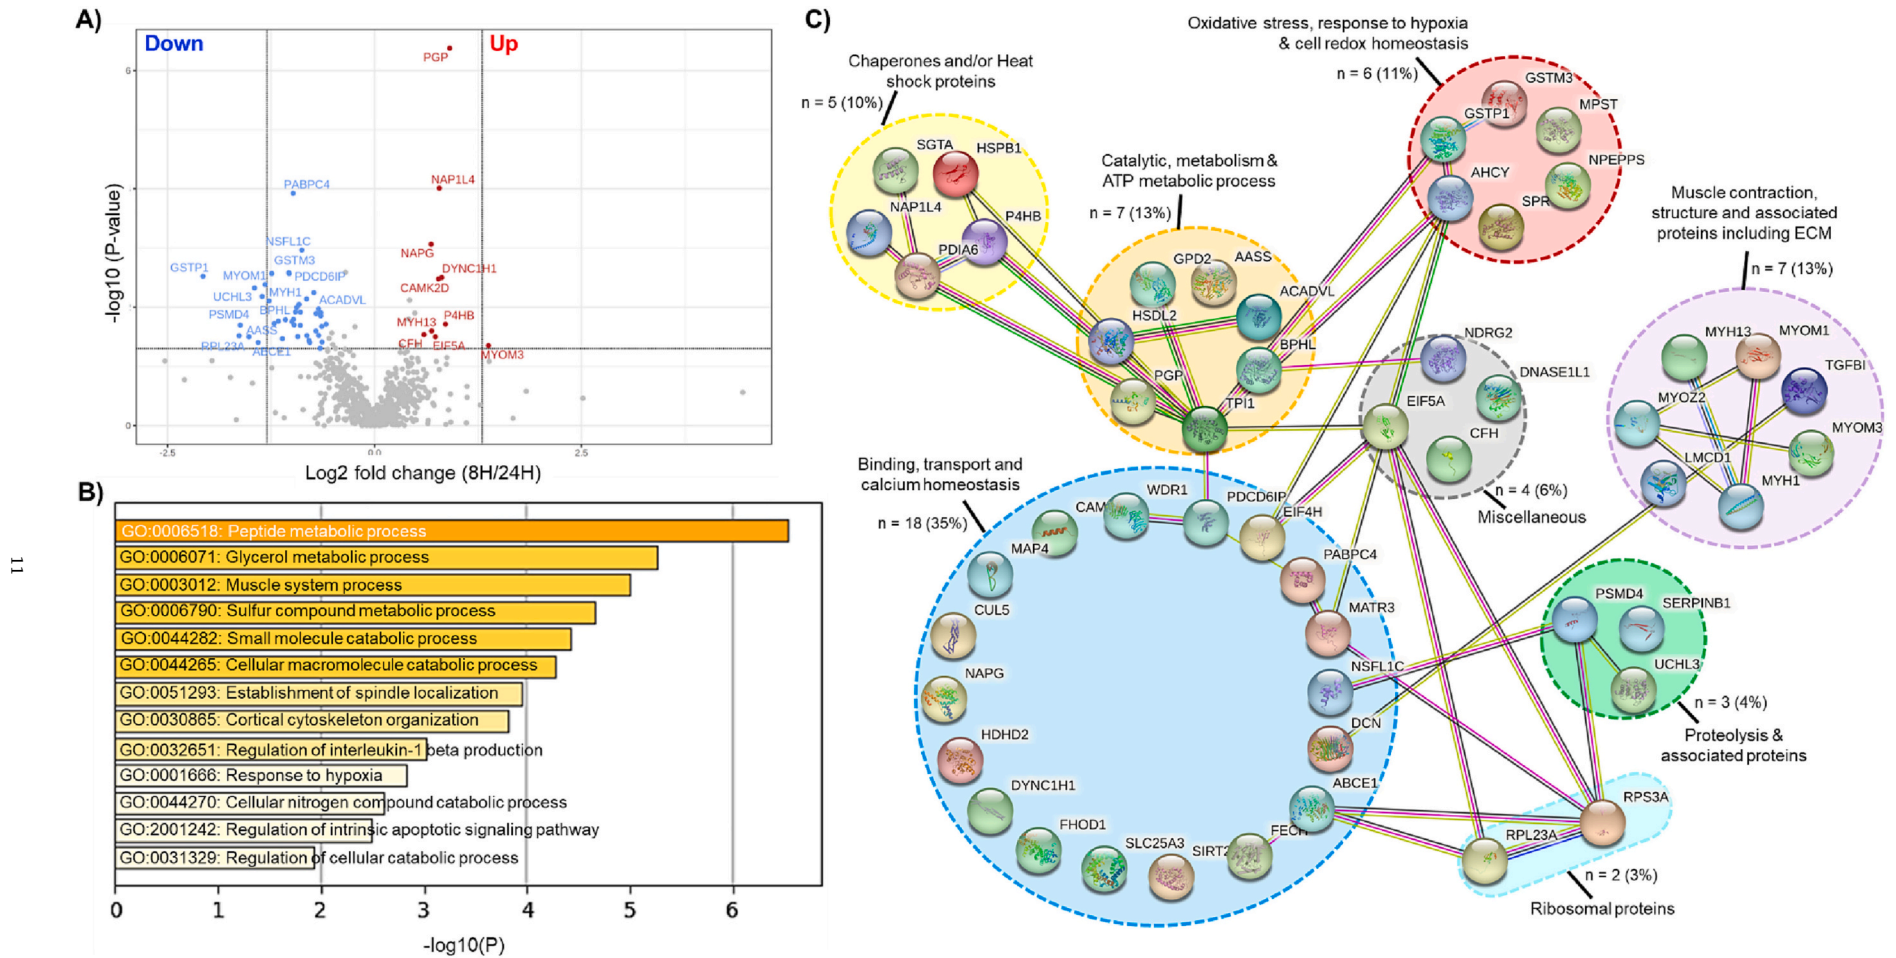 A)
Down
Up
PGP
PABPC4
NAP1L4
NSFL1C
NAPG
GSTP1
GSTM3
MYOM1
PDCD6IP
DYNC1H1
CAMK2D
UCHL3
MYH1
ACADVL
PSMD4
BPHL
P4HB
AASS
MYH13
RPL23A
ABCE1
CFH
EIF5A
MYOM3
6
0
-2.5
0.0
2.5
-log10 (P-value)
Log2 fold change (8H/24H)
B)
GO:0006518: Peptide metabolic process
GO:0006071: Glycerol metabolic process
GO:0003012: Muscle system process
GO:0006790: Sulfur compound metabolic process
GO:0044282: Small molecule catabolic process
GO:0044265: Cellular macromolecule catabolic process
GO:0051293: Establishment of spindle localization
GO:0030865: Cortical cytoskeleton organization
GO:0032651: Regulation of interleukin-1 beta production
GO:0001666: Response to hypoxia
GO:0044270: Cellular nitrogen compound catabolic process
GO:2001242: Regulation of intrinsic apoptotic signaling pathway
GO:0031329: Regulation of cellular catabolic process
0 1 2 3 4 5 6
-log10(P)
11
C)
Chaperones and/or Heat
shock proteins
n = 5 (10%)
SGTA
HSPB1
NAP1L4
P4HB
PDIA6
Catalytic, metabolism &
ATP metabolic process
n = 7 (13%)
GPD2
AASS
ACADVL
HSDL2
BPHL
PGP
TPI1
Oxidative stress, response to hypoxia
& cell redox homeostasis
n = 6 (11%)
GSTM3
GSTP1
MPST
NPEPPS
AHCY
SPR
NDRG2
DNASE1L1
EIF5A
CFH
n = 4 (6%)
Miscellaneous
Muscle contraction,
structure and associated
proteins including ECM
n = 7 (13%)
MYH13
MYOM1
TGFBI
MYOZ2
MYOM3
LMCD1
MYH1
Binding, transport and
calcium homeostasis
n = 18 (35%)
WDR1
PDCD6IP
CAM
EIF4H
MAP4
PABPC4
CUL5
MATR3
NAPG
NSFL1C
HDHD2
DCN
DYNC1H1
ABCE1
FHOD1
SLC25A3
SIRT2
FECH
PSMD4
SERPINB1
UCHL3
n = 3 (4%)
Proteolysis &
associated proteins
RPS3A
RPL23A
n = 2 (3%)
Ribosomal proteins